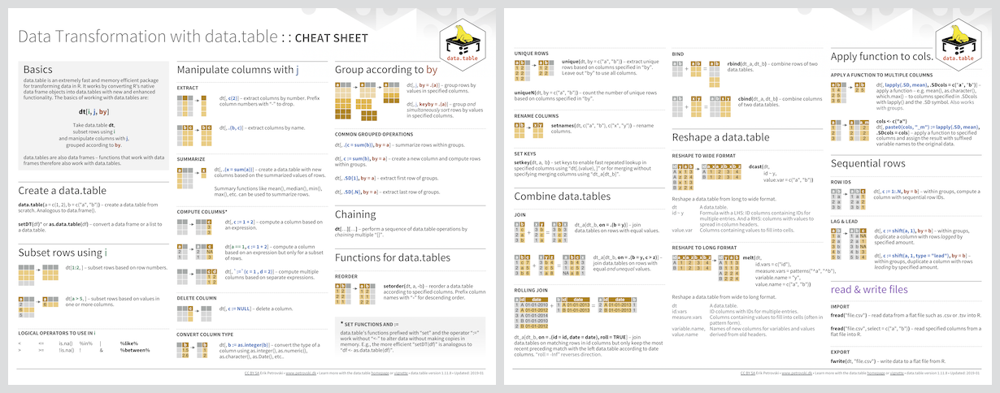 Data Transformation with data.table : : CHEAT SHEET
data.table
Basics
data.table is an extremely fast and memory efficient package
for transforming data in R. It works by converting R's native
data frame objects into data.tables with new and enhanced
functionality. The basics of working with data.tables are:
dt[i, j, by]
Take data.table dt,
subset rows using i
and manipulate columns with j,
grouped according to by.
data.tables are also data frames – functions that work with data
frames therefore also work with data.tables.
Create a data.table
data.table(a = c(1, 2), b = c("a", "b")) – create a data.table from
scratch. Analogous to data.frame().
setDT(df)* or as.data.table(df) – convert a data frame or a list to
a data.table.
Subset rows using i
dt[1:2, ] – subset rows based on row numbers.
dt[a > 5, ] – subset rows based on values in
one or more columns.
LOGICAL OPERATORS TO USE IN i
< <= is.na() %in% | %like%
> >= !is.na() ! & %between%
Manipulate columns with j
EXTRACT
dt[, c(2)] – extract columns by number. Prefix
column numbers with "-" to drop.
dt[, .(b, c)] – extract columns by name.
SUMMARIZE
dt[, .(x = sum(a))] – create a data.table with new
columns based on the summarized values of rows.
Summary functions like mean(), median(), min(),
max(), etc. can be used to summarize rows.
COMPUTE COLUMNS*
dt[, c := 1 + 2] – compute a column based on
an expression.
dt[a == 1, c := 1 + 2] – compute a column
based on an expression but only for a subset
of rows.
dt[, `:=`(c = 1 , d = 2)] – compute multiple
columns based on separate expressions.
DELETE COLUMN
dt[, c := NULL] – delete a column.
CONVERT COLUMN TYPE
dt[, b := as.integer(b)] – convert the type of a
column using as.integer(), as.numeric(),
as.character(), as.Date(), etc..
Group according to by
dt[, j, by = .(a)] – group rows by
values in specified columns.
dt[, j, keyby = .(a)] – group and
simultaneously sort rows by values
in specified columns.
COMMON GROUPED OPERATIONS
dt[, .(c = sum(b)), by = a] – summarize rows within groups.
dt[, c := sum(b), by = a] – create a new column and compute rows
within groups.
dt[, .SD[1], by = a] – extract first row of groups.
dt[, .SD[.N], by = a] – extract last row of groups.
Chaining
dt[…][…] – perform a sequence of data.table operations by
chaining multiple "[]".
Functions for data.tables
REORDER
setorder(dt, a, -b) – reorder a data.table
according to specified columns. Prefix column
names with "-" for descending order.
* SET FUNCTIONS AND :=
data.table's functions prefixed with "set" and the operator ":="
work without "<-" to alter data without making copies in
memory. E.g., the more efficient "setDT(df)" is analogous to
"df <- as.data.table(df)".
CC BY SA Erik Petrovski • www.petrovski.dk • Learn more with the data.table homepage or vignette • data.table version 1.11.8 • Updated: 2019-01
data.table
UNIQUE ROWS
unique(dt, by = c("a", "b")) – extract unique
rows based on columns specified in "by".
Leave out "by" to use all columns.
uniqueN(dt, by = c("a", "b")) – count the number of unique rows
based on columns specified in "by".
RENAME COLUMNS
setnames(dt, c("a", "b"), c("x", "y")) – rename
columns.
SET KEYS
setkey(dt, a, b) – set keys to enable fast repeated lookup in
specified columns using "dt[.(value), ]" or for merging without
specifying merging columns using "dt_a[dt_b]".
Combine data.tables
JOIN
dt_a[dt_b, on = .(b = y)] – join
data.tables on rows with equal values.
dt_a[dt_b, on = .(b = y, c > z)] –
join data.tables on rows with
equal and unequal values.
ROLLING JOIN
dt_a[dt_b, on = .(id = id, date = date), roll = TRUE] – join
data.tables on matching rows in id columns but only keep the most
recent preceding match with the left data.table according to date
columns. "roll = -Inf" reverses direction.
BIND
rbind(dt_a, dt_b) – combine rows of two
data.tables.
cbind(dt_a, dt_b) – combine columns
of two data.tables.
Reshape a data.table
RESHAPE TO WIDE FORMAT
dcast(dt,
id ~ y,
value.var = c("a", "b"))
Reshape a data.table from long to wide format.
dt A data.table.
id ~ y Formula with a LHS: ID columns containing IDs for
multiple entries. And a RHS: columns with values to
spread in column headers.
value.var Columns containing values to fill into cells.
RESHAPE TO LONG FORMAT
melt(dt,
id.vars = c("id"),
measure.vars = patterns("^a", "^b"),
variable.name = "y",
value.name = c("a", "b"))
Reshape a data.table from wide to long format.
dt A data.table.
id.vars ID columns with IDs for multiple entries.
measure.vars Columns containing values to fill into cells (often in
pattern form).
variable.name, Names of new columns for variables and values
value.name derived from old headers.
Apply function to cols.
APPLY A FUNCTION TO MULTIPLE COLUMNS
dt[, lapply(.SD, mean), .SDcols = c("a", "b")] –
apply a function – e.g. mean(), as.character(),
which.max() – to columns specified in .SDcols
with lapply() and the .SD symbol. Also works
with groups.
cols <- c("a")
dt[, paste0(cols, "_m") := lapply(.SD, mean),
.SDcols = cols] – apply a function to specified
columns and assign the result with suffixed
variable names to the original data.
Sequential rows
ROW IDS
dt[, c := 1:.N, by = b] – within groups, compute a
column with sequential row IDs.
LAG & LEAD
dt[, c := shift(a, 1), by = b] – within groups,
duplicate a column with rows lagged by
specified amount.
dt[, c := shift(a, 1, type = "lead"), by = b] –
within groups, duplicate a column with rows
leading by specified amount.
read & write files
IMPORT
fread("file.csv") – read data from a flat file such as .csv or .tsv into R.
fread("file.csv", select = c("a", "b")) – read specified columns from a
flat file into R.
EXPORT
fwrite(dt, "file.csv") – write data to a flat file from R.
CC BY SA Erik Petrovski • www.petrovski.dk • Learn more with the data.table homepage or vignette • data.table version 1.11.8 • Updated: 2019-01